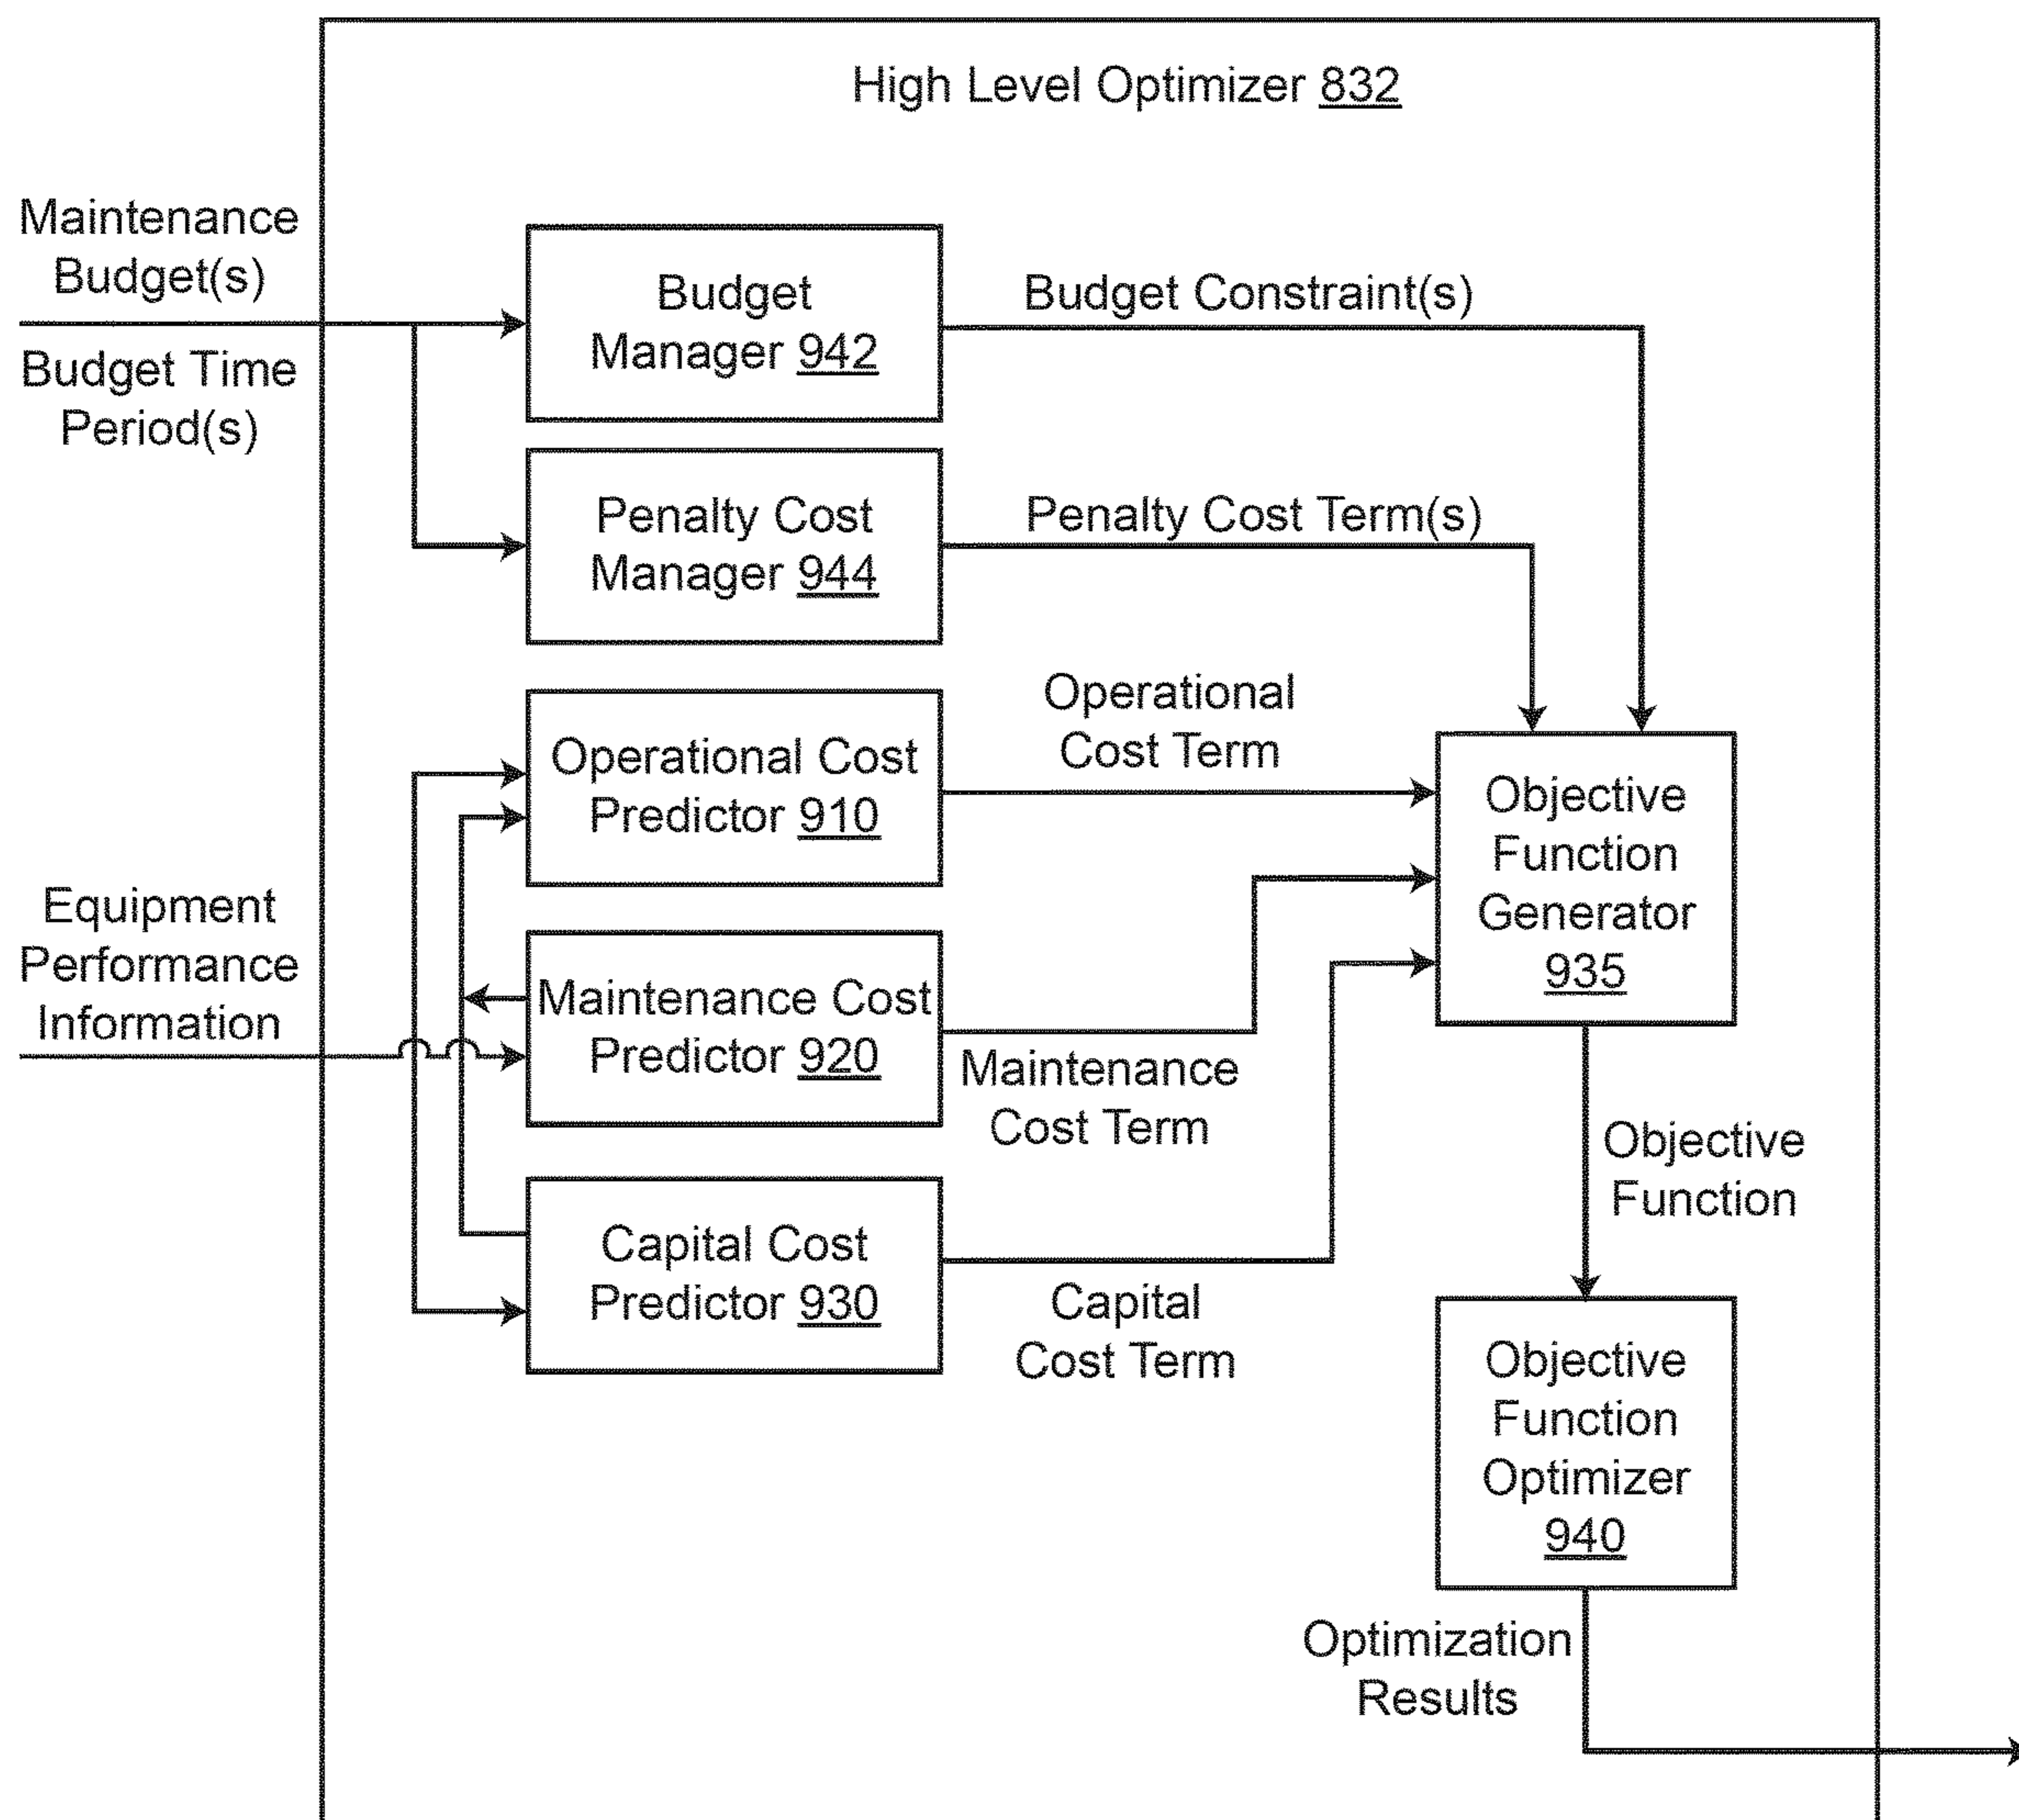 High Level Optimizer 832
Maintenance
Budget(s)
Budget Time
Period(s)
Budget
Manager 942
Budget Constraint(s)
Penalty Cost
Manager 944
Penalty Cost Term(s)
Operational Cost
Predictor 910
Operational
Cost Term
Equipment
Performance
Information
Maintenance Cost
Predictor 920
Maintenance
Cost Term
Capital Cost
Predictor 930
Capital
Cost Term
Objective
Function
Generator
935
Objective
Function
Objective
Function
Optimizer
940
Optimization
Results